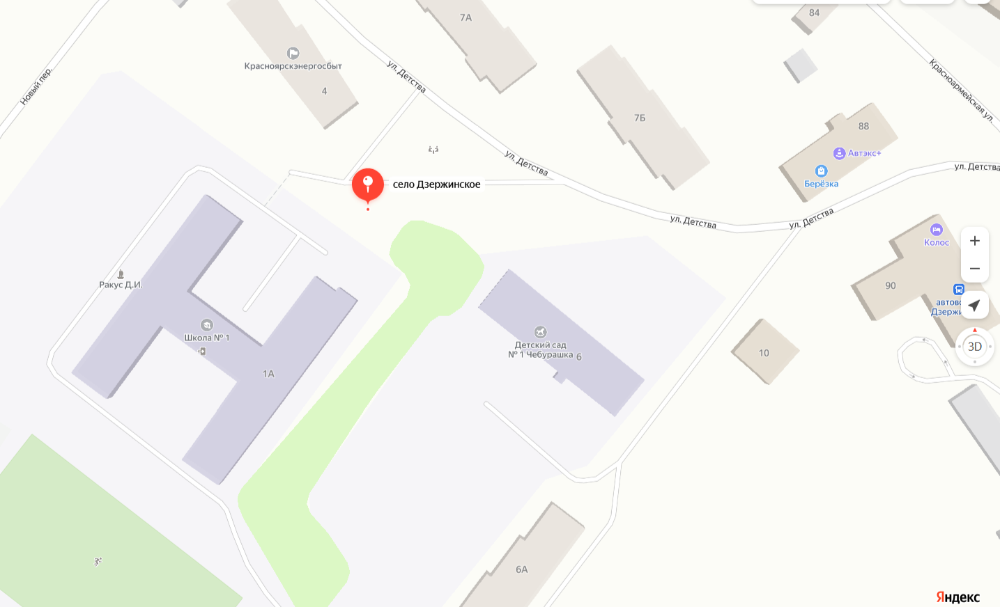 84
7А
Красноярскэнергосбыт
4
ул. Детства
Новый пер.
Красноармейская ул.
7Б
88
Автэкс+
Берёзка
ул. Детства
ул. Детства
село Дзержинское
ул. Детства
ул. Детства
Колос
90
Ракус Д.И.
Школа № 1
1А
Детский сад
№ 1 Чебурашка
6
10
3D
6А
Яндекс